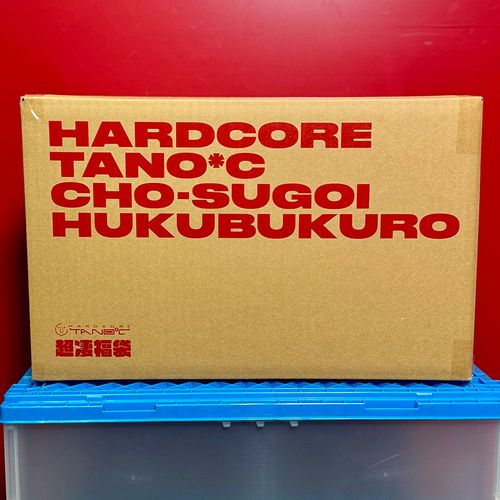 HARDCORE
TANO*C
CHO-SUGOI
HUKUBUKURO
HARDCORE
TANO*C
超凄福袋